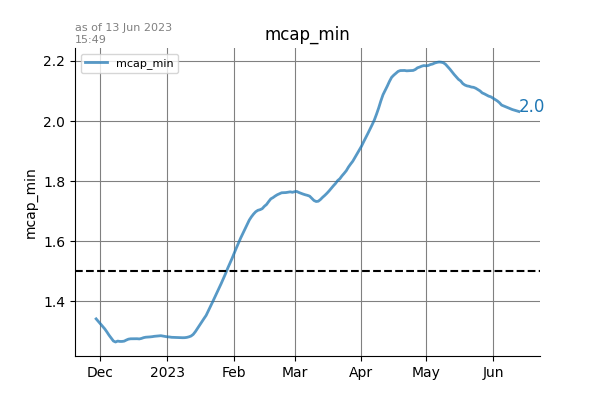 as of 13 Jun 2023
15:49
mcap_min
mcap_min
mcap_min
2.2
2.0
1.8
1.6
1.4
2.0
Dec
2023
Feb
Mar
Apr
May
Jun